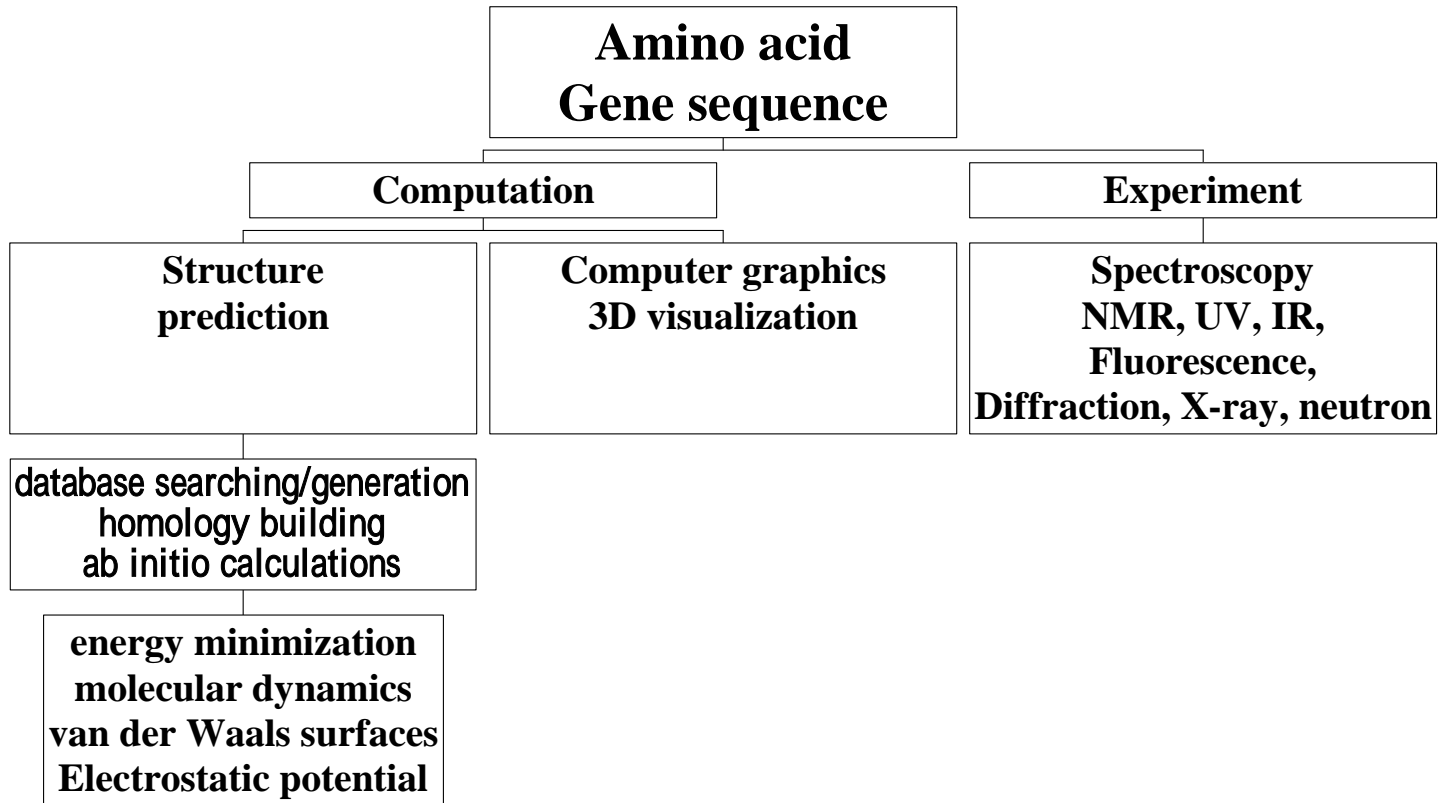 Amino acid
Gene sequence
Computation
Experiment
Structure
prediction
Computer graphics
3D visualization
Spectroscopy
NMR, UV, IR,
Fluorescence,
Diffraction, X-ray, neutron
database searching/generation
homology building
ab initio calculations
energy minimization
molecular dynamics
van der Waals surfaces
Electrostatic potential